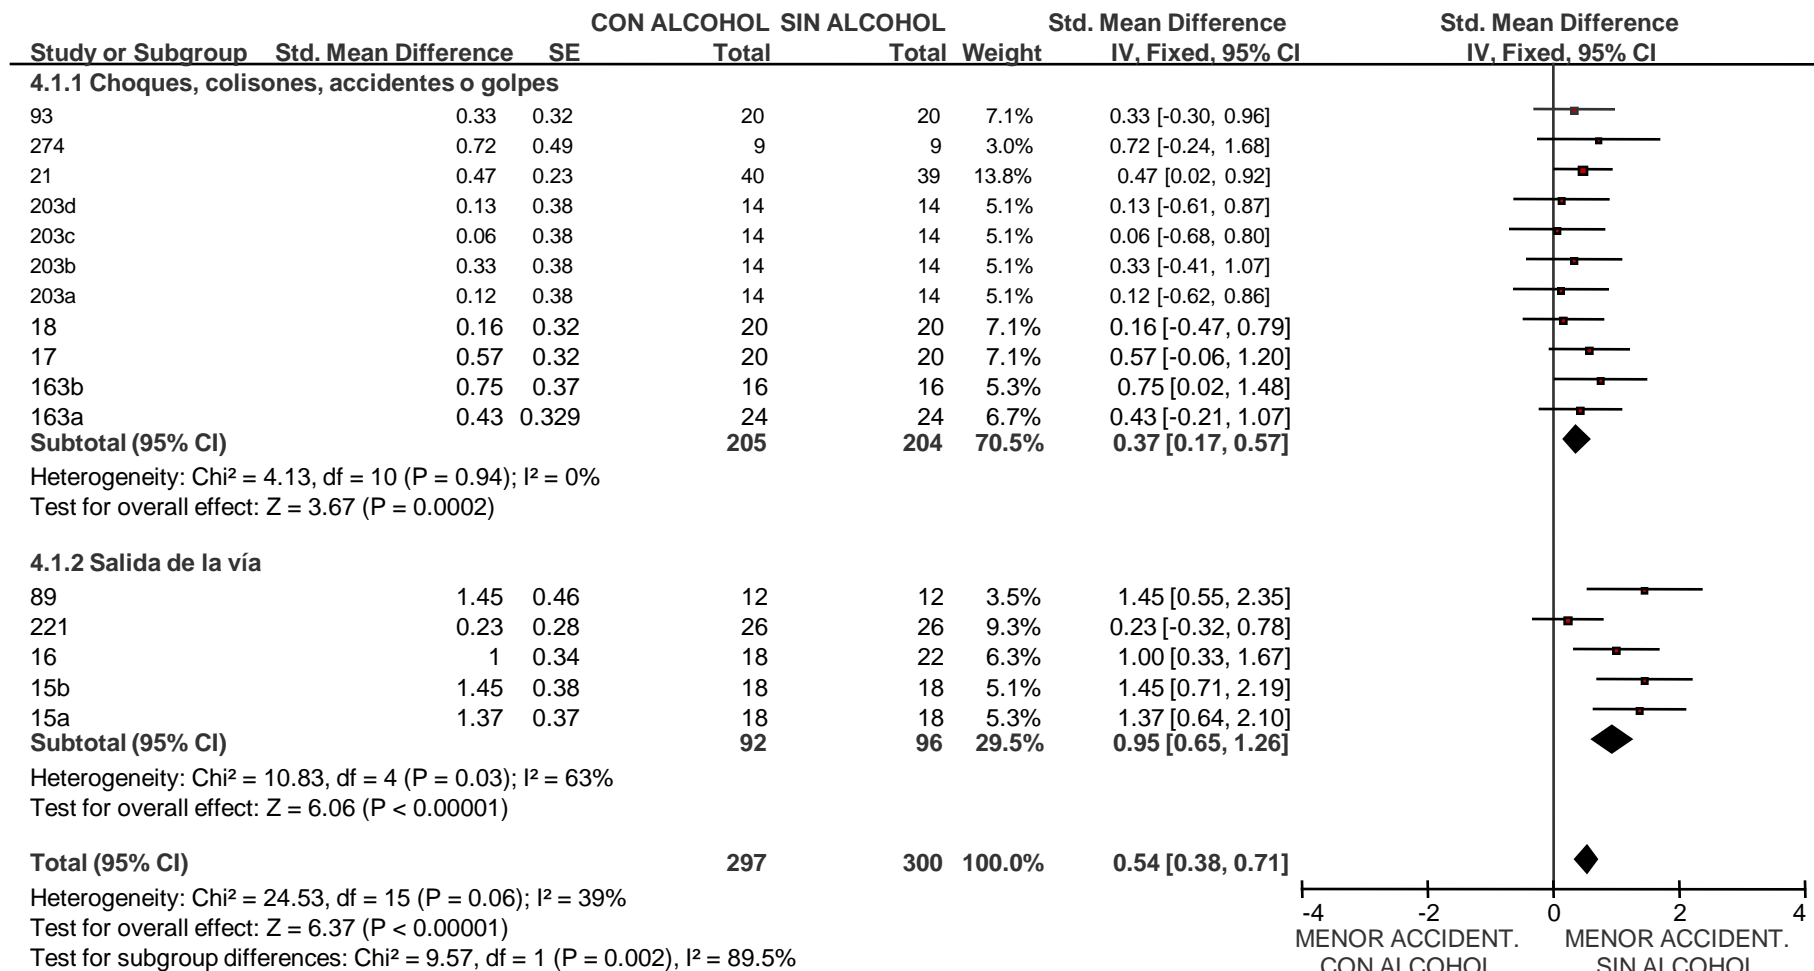 CON ALCOHOL SIN ALCOHOL Std. Mean Difference Std. Mean Difference
Study or Subgroup Std. Mean Difference SE Total Total Weight IV, Fixed, 95% CI IV, Fixed, 95% CI
4.1.1 Choques, colisones, accidentes o golpes
93 0.33 0.32 20 20 7.1% 0.33 [-0.30, 0.96]
274 0.72 0.49 9 9 3.0% 0.72 [-0.24, 1.68]
21 0.47 0.23 40 39 13.8% 0.47 [0.02, 0.92]
203d 0.13 0.38 14 14 5.1% 0.13 [-0.61, 0.87]
203c 0.06 0.38 14 14 5.1% 0.06 [-0.68, 0.80]
203b 0.33 0.38 14 14 5.1% 0.33 [-0.41, 1.07]
203a 0.12 0.38 14 14 5.1% 0.12 [-0.62, 0.86]
18 0.16 0.32 20 20 7.1% 0.16 [-0.47, 0.79]
17 0.57 0.32 20 20 7.1% 0.57 [-0.06, 1.20]
163b 0.75 0.37 16 16 5.3% 0.75 [0.02, 1.48]
163a 0.43 0.329 24 24 6.7% 0.43 [-0.21, 1.07]
Subtotal (95% CI) 205 204 70.5% 0.37 [0.17, 0.57]
Heterogeneity: Chi² = 4.13, df = 10 (P = 0.94); I² = 0%
Test for overall effect: Z = 3.67 (P = 0.0002)
4.1.2 Salida de la vía
89 1.45 0.46 12 12 3.5% 1.45 [0.55, 2.35]
221 0.23 0.28 26 26 9.3% 0.23 [-0.32, 0.78]
16 1 0.34 18 22 6.3% 1.00 [0.33, 1.67]
15b 1.45 0.38 18 18 5.1% 1.45 [0.71, 2.19]
15a 1.37 0.37 18 18 5.3% 1.37 [0.64, 2.10]
Subtotal (95% CI) 92 96 29.5% 0.95 [0.65, 1.26]
Heterogeneity: Chi² = 10.83, df = 4 (P = 0.03); I² = 63%
Test for overall effect: Z = 6.06 (P < 0.00001)
Total (95% CI) 297 300 100.0% 0.54 [0.38, 0.71]
Heterogeneity: Chi² = 24.53, df = 15 (P = 0.06); I² = 39%
Test for overall effect: Z = 6.37 (P < 0.00001)
Test for subgroup differences: Chi² = 9.57, df = 1 (P = 0.002), I² = 89.5%
-4 -2 0 2 4
MENOR ACCIDENT. MENOR ACCIDENT.
CON ALCOHOL SIN ALCOHOL